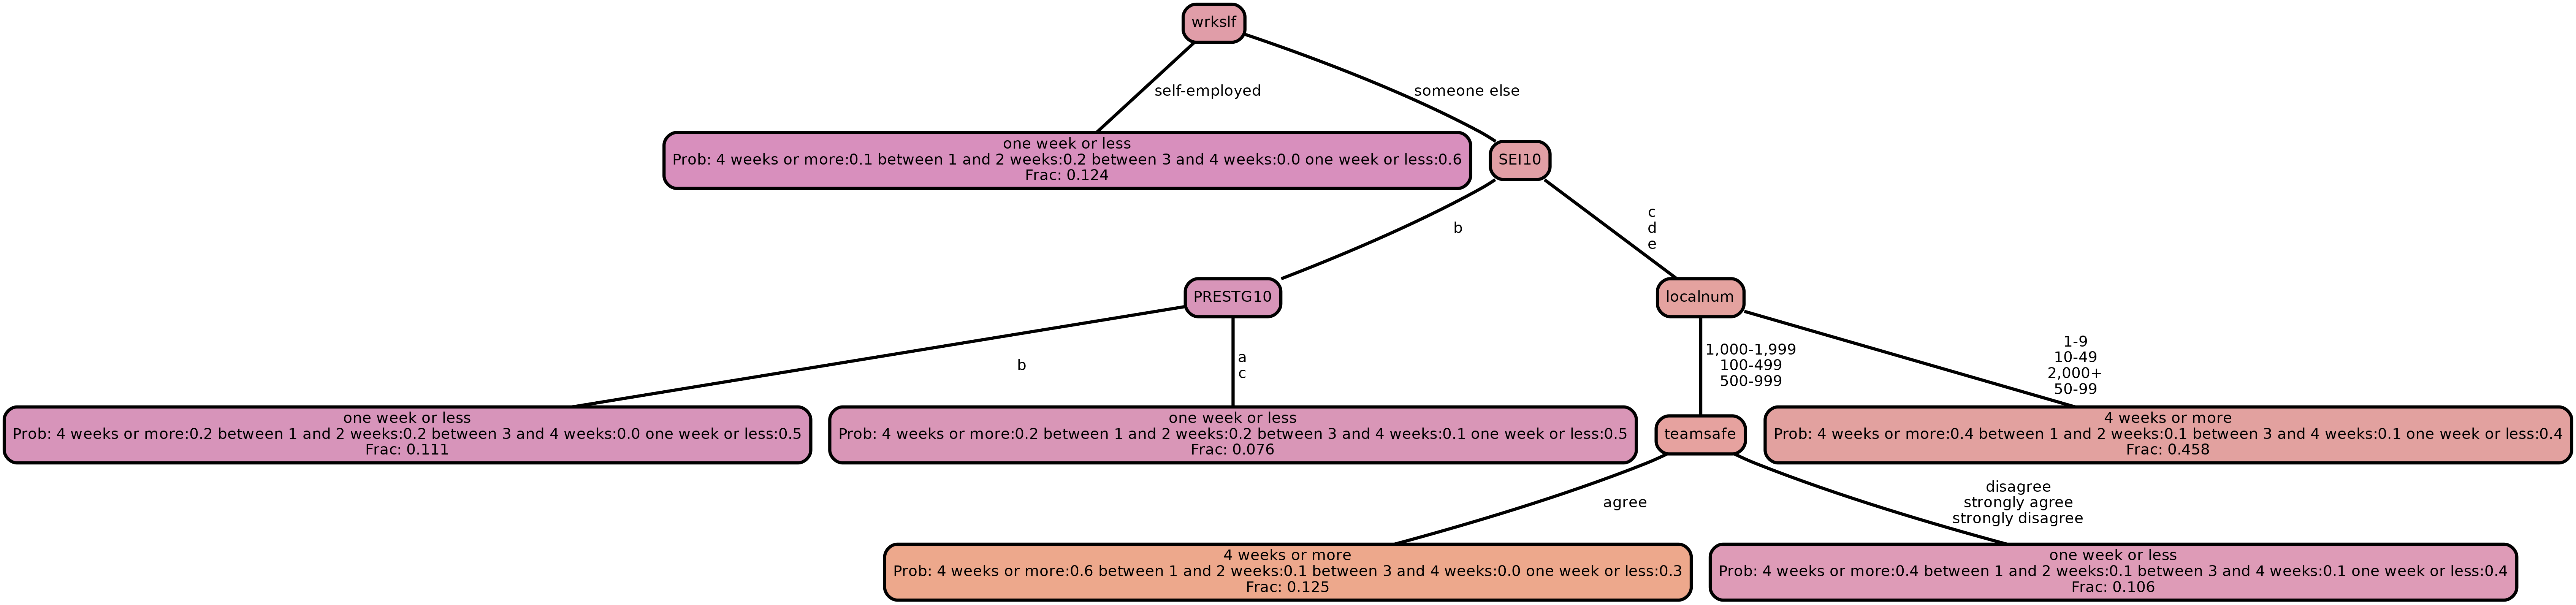 wrkslf
self-employed
someone else
one week or less
Prob: 4 weeks or more:0.1 between 1 and 2 weeks:0.2 between 3 and 4 weeks:0.0 one week or less:0.6
Frac: 0.124
SEI10
b
c
d
e
PRESTG10
localnum
b
a
c
1,000-1,999
100-499
500-999
1-9
10-49
2,000+
50-99
one week or less
Prob: 4 weeks or more:0.2 between 1 and 2 weeks:0.2 between 3 and 4 weeks:0.0 one week or less:0.5
Frac: 0.111
one week or less
Prob: 4 weeks or more:0.2 between 1 and 2 weeks:0.2 between 3 and 4 weeks:0.1 one week or less:0.5
Frac: 0.076
teamsafe
4 weeks or more
Prob: 4 weeks or more:0.4 between 1 and 2 weeks:0.1 between 3 and 4 weeks:0.1 one week or less:0.4
Frac: 0.458
agree
disagree
strongly agree
strongly disagree
4 weeks or more
Prob: 4 weeks or more:0.6 between 1 and 2 weeks:0.1 between 3 and 4 weeks:0.0 one week or less:0.3
Frac: 0.125
one week or less
Prob: 4 weeks or more:0.4 between 1 and 2 weeks:0.1 between 3 and 4 weeks:0.1 one week or less:0.4
Frac: 0.106